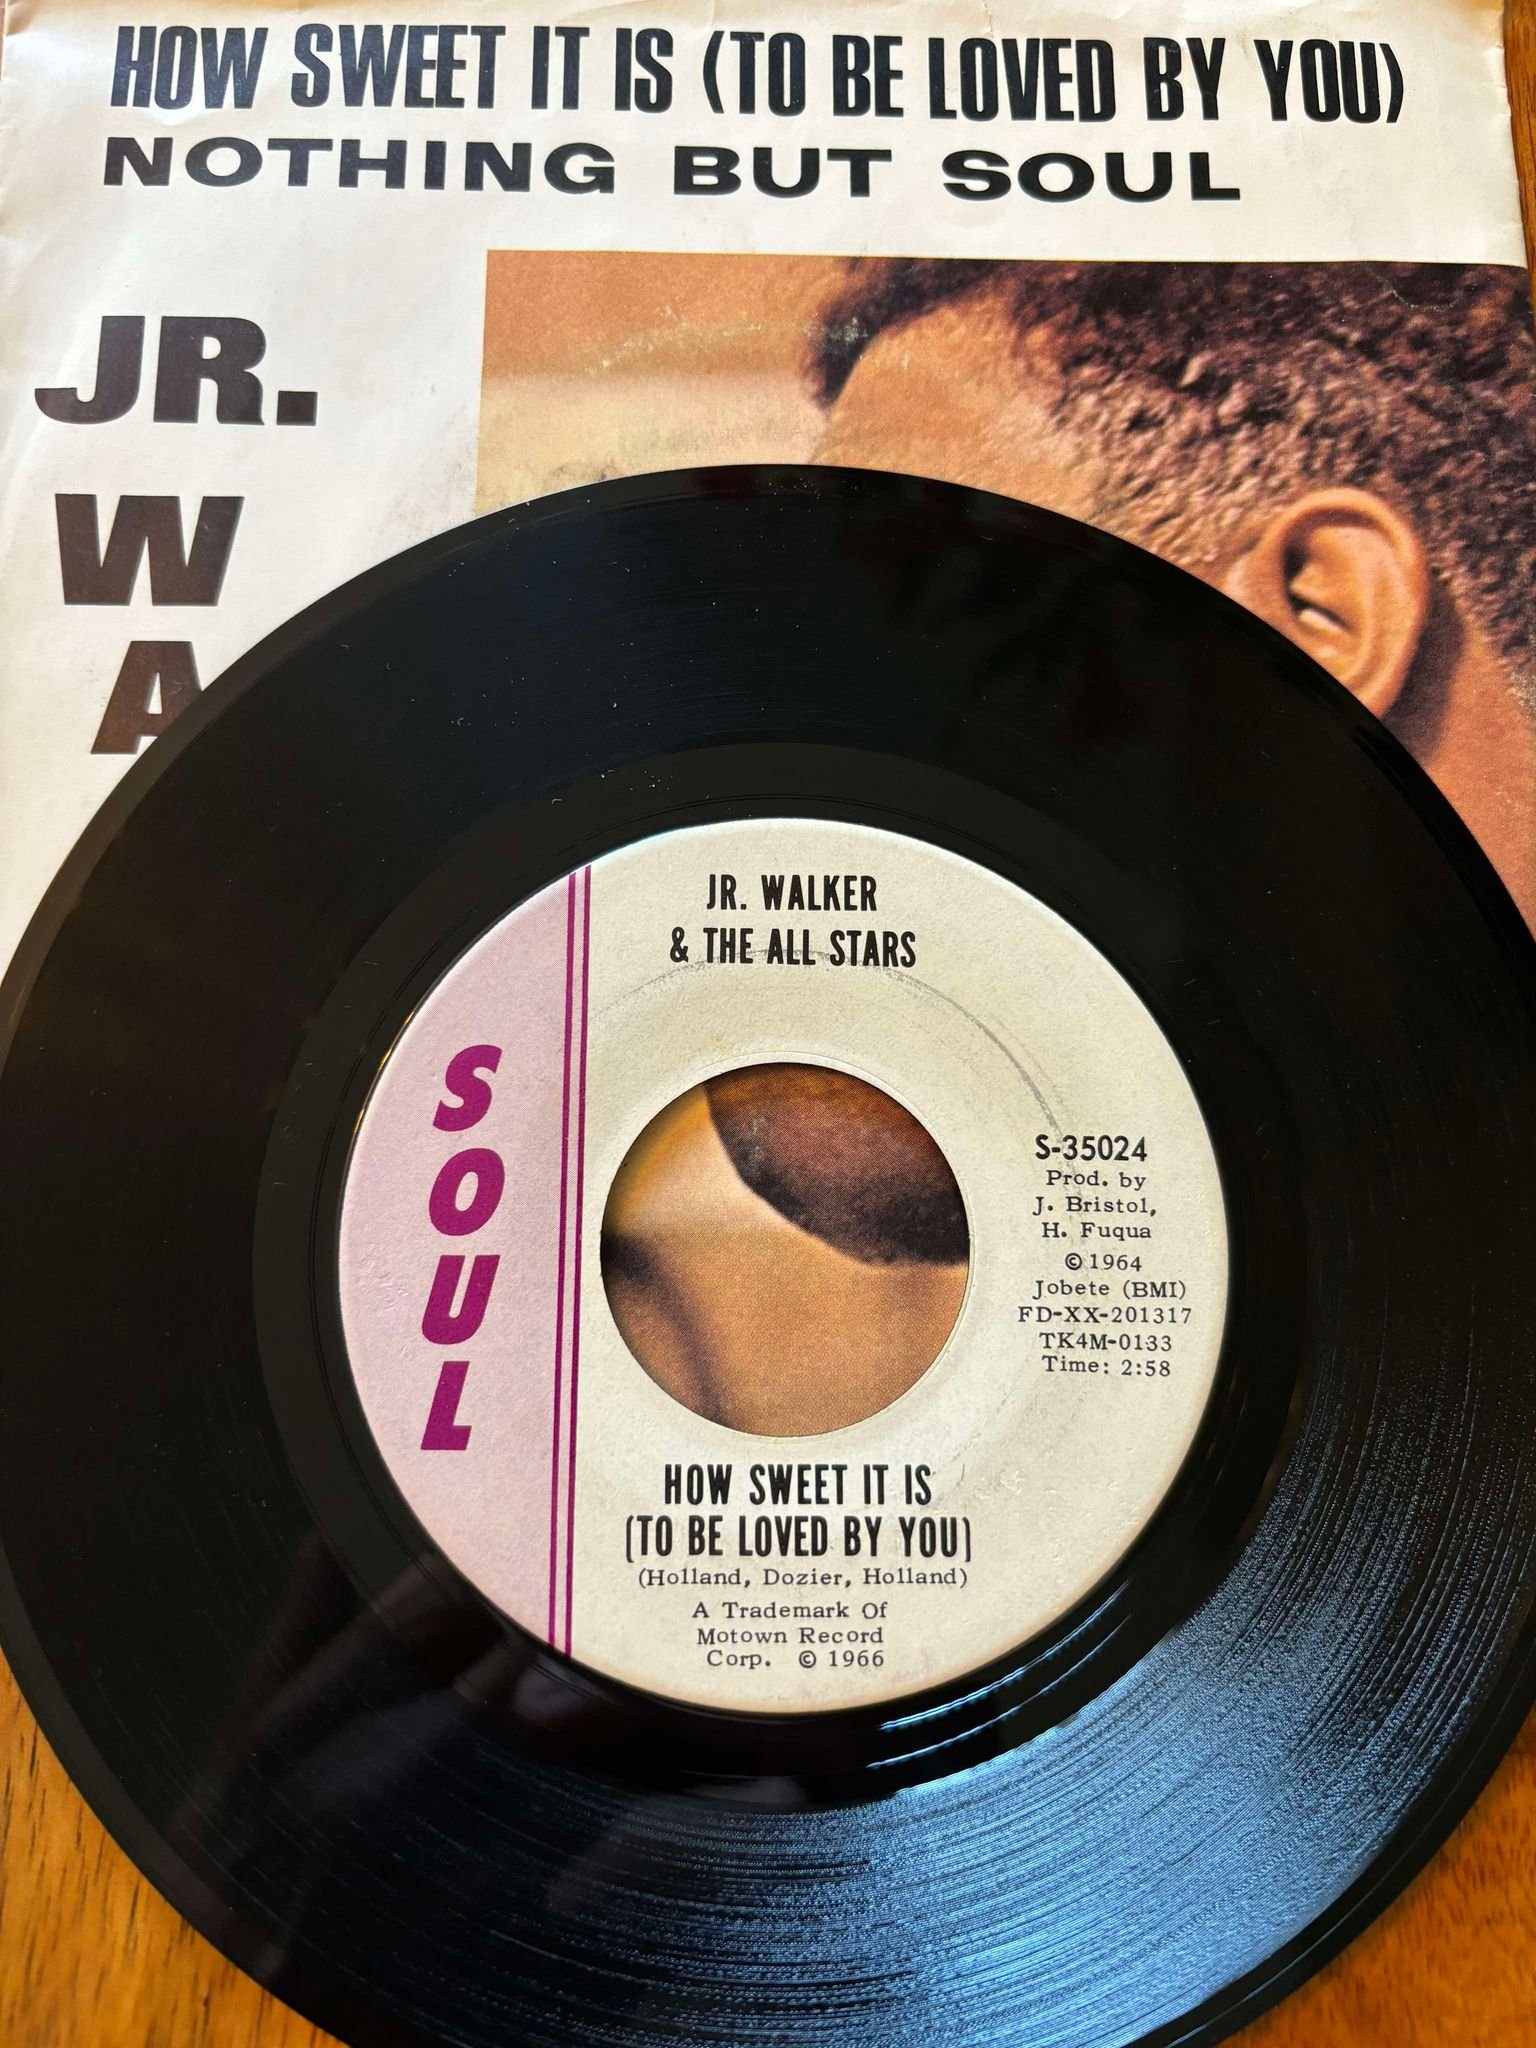 HOW SWEET IT IS (TO BE LOVED BY YOU)
NOTHING BUT SOUL
JR.
W
A
JR. WALKER
& THE ALL STARS
SOUL
S-35024
Prod. by
J. Bristol,
H. Fuqua
© 1964
Jobete (BMI)
FD-XX-201317
TK4M-0133
Time: 2:58
HOW SWEET IT IS
(TO BE LOVED BY YOU)
(Holland, Dozier, Holland)
A Trademark Of
Motown Record
Corp. © 1966